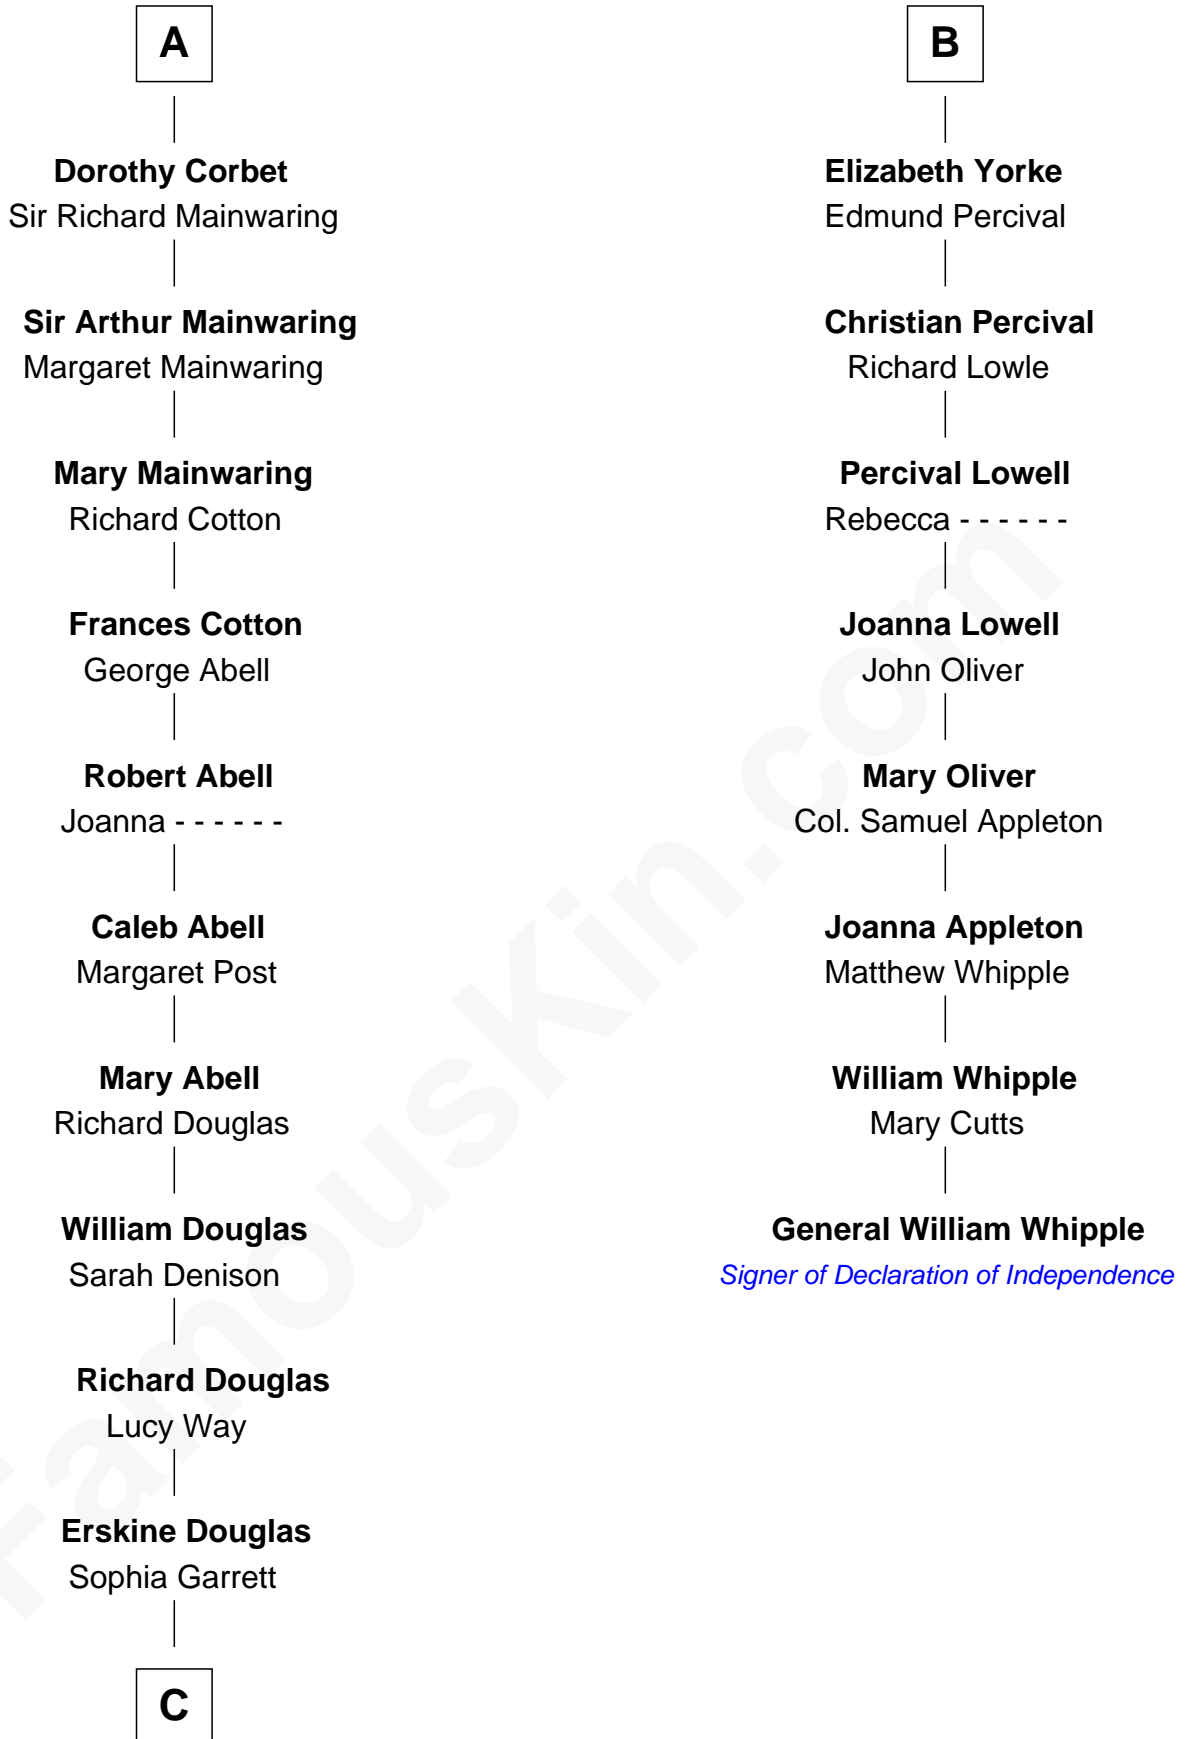 A
Dorothy Corbet
Sir Richard Mainwaring
Sir Arthur Mainwaring
Margaret Mainwaring
Mary Mainwaring
Richard Cotton
Frances Cotton
George Abell
Robert Abell
Joanna - - - - - -
Caleb Abell
Margaret Post
Mary Abell
Richard Douglas
William Douglas
Sarah Denison
Richard Douglas
Lucy Way
Erskine Douglas
Sophia Garrett
C
B
Elizabeth Yorke
Edmund Percival
Christian Percival
Richard Lowle
Percival Lowell
Rebecca - - - - - -
Joanna Lowell
John Oliver
Mary Oliver
Col. Samuel Appleton
Joanna Appleton
Matthew Whipple
William Whipple
Mary Cutts
General William Whipple
Signer of Declaration of Independence
FamousKin.com